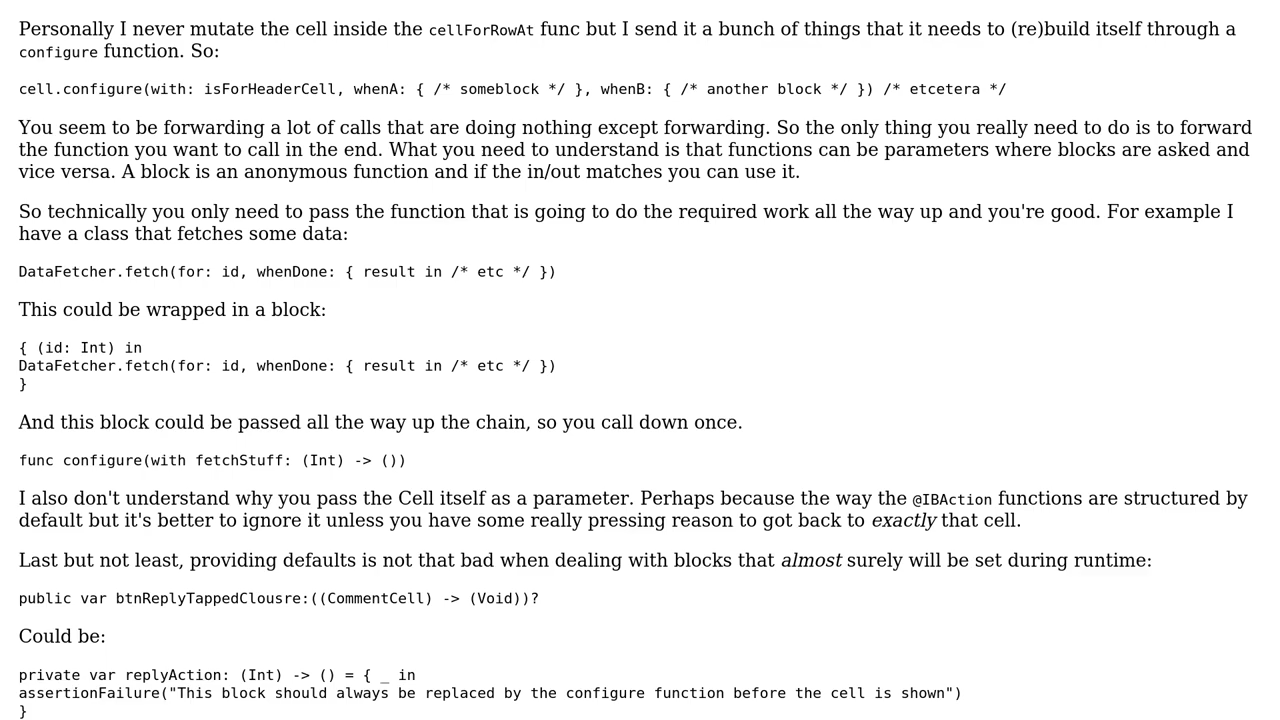 Personally I never mutate the cell inside the cellForRowAt func but I send it a bunch of things that it needs to (re)build itself through a
configure function. So:
cell.configure(with: isForHeaderCell, whenA: { /* someblock */ }, whenB: { /* another block */ }) /* etcetera */
You seem to be forwarding a lot of calls that are doing nothing except forwarding. So the only thing you really need to do is to forward
the function you want to call in the end. What you need to understand is that functions can be parameters where blocks are asked and
vice versa. A block is an anonymous function and if the in/out matches you can use it.
So technically you only need to pass the function that is going to do the required work all the way up and you're good. For example I
have a class that fetches some data:
DataFetcher.fetch(for: id, whenDone: { result in /* etc */ })
This could be wrapped in a block:
{ (id: Int) in
DataFetcher.fetch(for: id, whenDone: { result in /* etc */ })
}
And this block could be passed all the way up the chain, so you call down once.
func configure(with fetchStuff: (Int) -> ())
I also don't understand why you pass the Cell itself as a parameter. Perhaps because the way the @IBAction functions are structured by
default but it's better to ignore it unless you have some really pressing reason to got back to exactly that cell.
Last but not least, providing defaults is not that bad when dealing with blocks that almost surely will be set during runtime:
public var btnReplyTappedClousre:((CommentCell) -> (Void))?
Could be:
private var replyAction: (Int) -> () = { _ in
assertionFailure("This block should always be replaced by the configure function before the cell is shown")
}